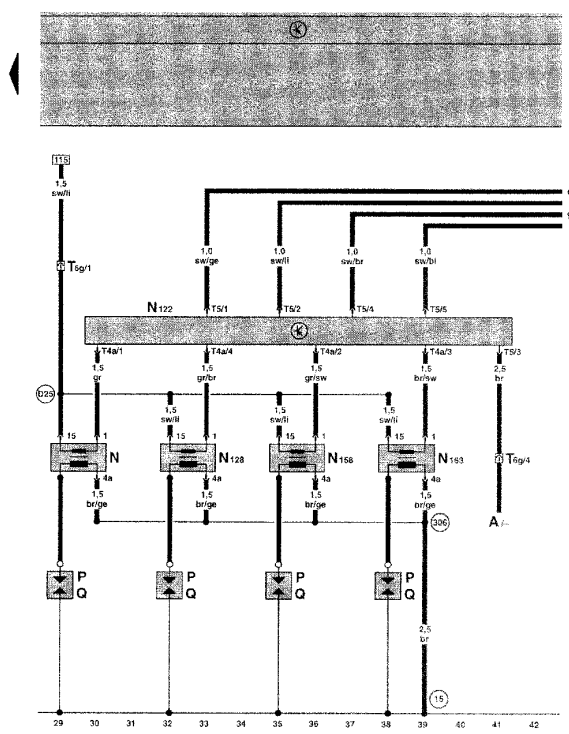 K
115
1,5
sw/li
T6g/1
1,0
sw/ge
1,0
sw/li
1,0
sw/br
1,0
sw/bl
N122
T5/1
T5/2
T5/4
T5/5
K
T4a/1
T4a/4
T4a/2
T4a/3
T5/3
1,5
gr
1,5
gr/br
1,5
gr/sw
1,5
br/sw
2,5
br
D25
1,5
sw/li
1,5
sw/li
1,5
sw/li
15
1
15
1
15
1
15
1
N
N128
N158
N163
T6g/4
4a
4a
4a
4a
1,5
br/ge
1,5
br/ge
1,5
br/ge
1,5
br/ge
306
A/–
P
Q
P
Q
P
Q
P
Q
2,5
br
15
29 30 31 32 33 34 35 36 37 38 39 40 41 42